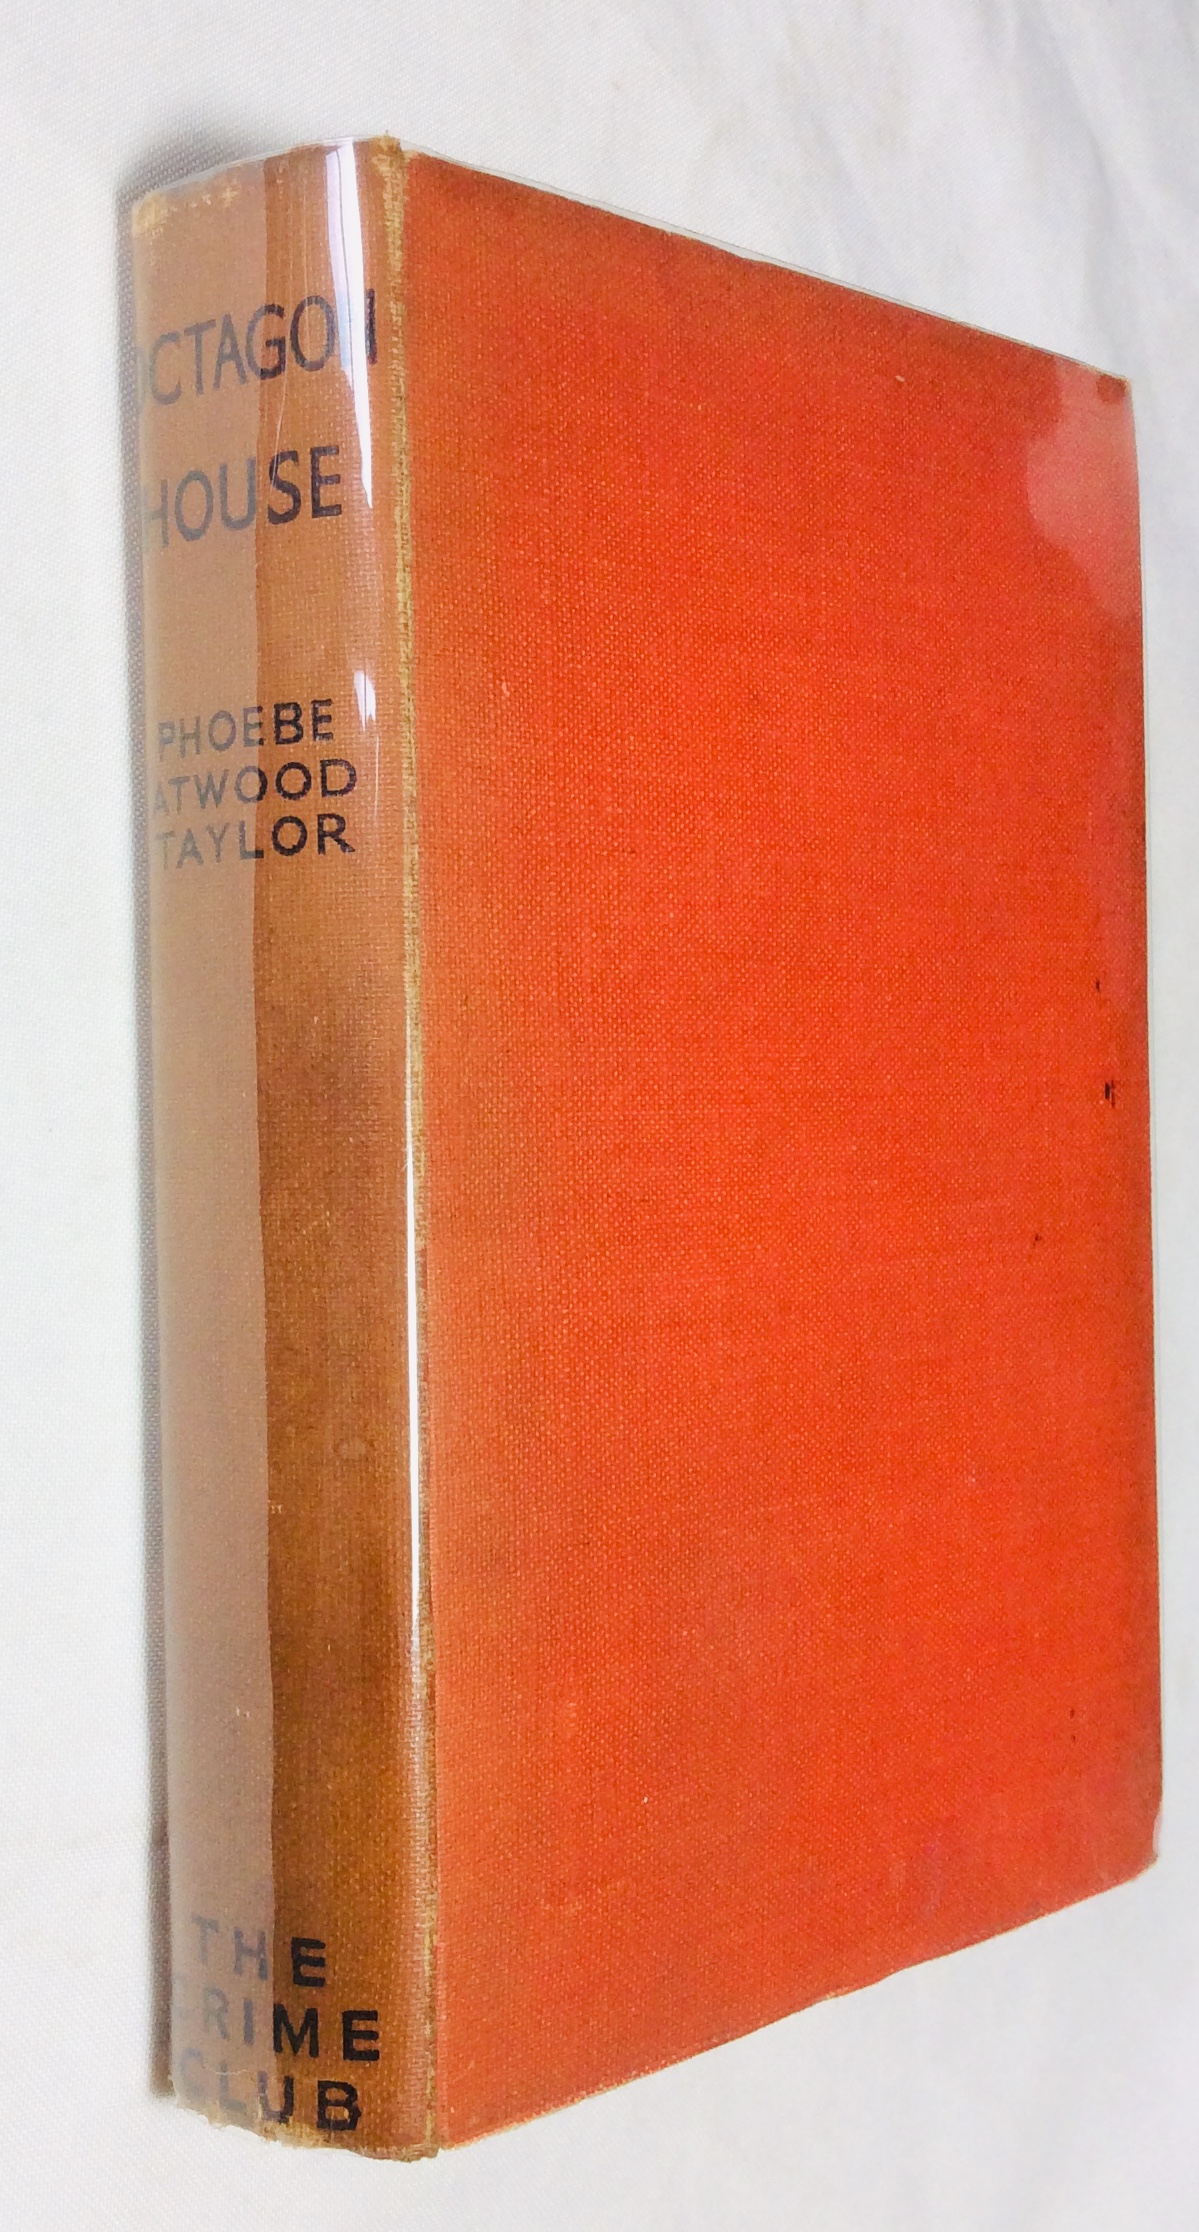 OCTAGON
HOUSE
PHOEBE
ATWOOD
TAYLOR
THE
CRIME
CLUB